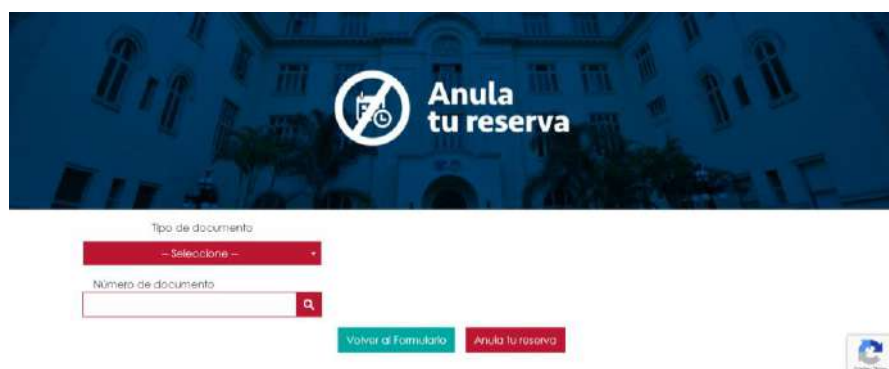 Anula
tu reserva
Tipo de documento
-- Seleccione --
Número de documento
Volver al Formulario
Anula tu reserva